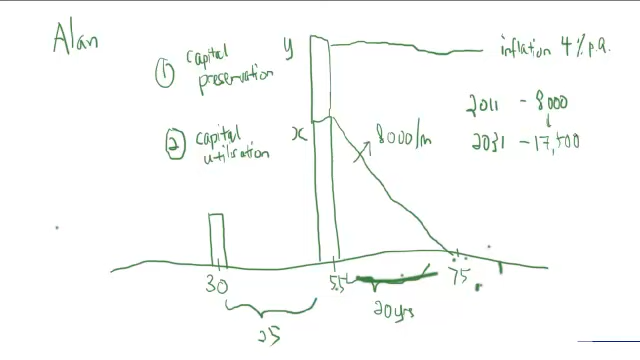 Alan
① capital
preservation
② capital
utilisation
y
x
inflation 4% p.a.
2011 - 8000
2031 - 17,500
8000/m
30
55
75
25
20yrs